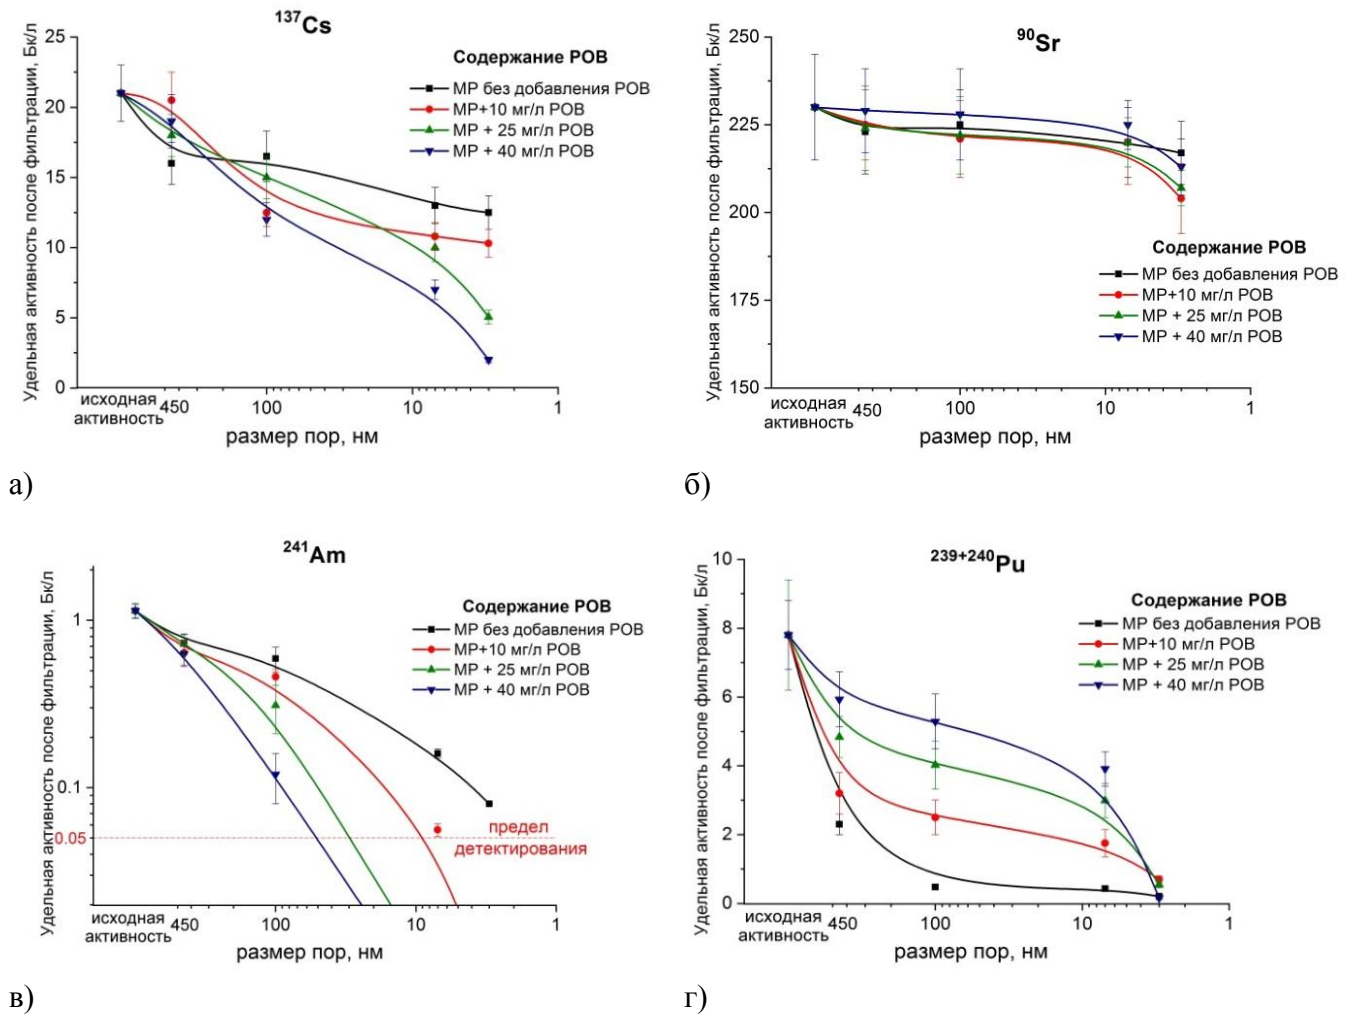 137Cs
Удельная активность после фильтрации, Бк/л
25
20
15
10
5
0
Содержание РОВ
МР без добавления РОВ
МР+10 мг/л РОВ
МР + 25 мг/л РОВ
МР + 40 мг/л РОВ
исходная активность
450
100
10
1
размер пор, нм
а)
90Sr
Удельная активность после фильтрации, Бк/л
250
225
200
175
150
Содержание РОВ
МР без добавления РОВ
МР+10 мг/л РОВ
МР + 25 мг/л РОВ
МР + 40 мг/л РОВ
исходная активность
450
100
10
1
размер пор, нм
б)
241Am
Удельная активность после фильтрации, Бк/л
1
0.1
0.05
Содержание РОВ
МР без добавления РОВ
МР+10 мг/л РОВ
МР + 25 мг/л РОВ
МР + 40 мг/л РОВ
предел
детектирования
исходная
активность
450
100
10
1
размер пор, нм
в)
239+240Pu
Удельная активность после фильтрации, Бк/л
10
8
6
4
2
0
Содержание РОВ
МР без добавления РОВ
МР+10 мг/л РОВ
МР + 25 мг/л РОВ
МР + 40 мг/л РОВ
исходная
активность
450
100
10
1
размер пор, нм
г)